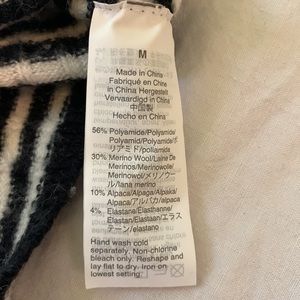 M
Made in China
Fabriqué en Chine
In China Hergestellt
Vervaardigd in China
中国製
Hecho en China
56% Polyamide/Polyamide/
Polyamid/Polyamide/ポ
リアミド/poliamida
30% Merino Wool/Laine De
Merinos/Merinowolle/
Merinowol/メリノウー
ル/lana merino
10% Alpaca/Alpaga/Alpaka/
Alpaca/アルパカ/alpaca
4% Elastane/Elasthanne/
Elastan/Elastaan/エラス
テーン/elastano
Hand wash cold
separately. Non-chlorine
bleach only. Reshape and
lay flat to dry. Iron on
lowest setting.